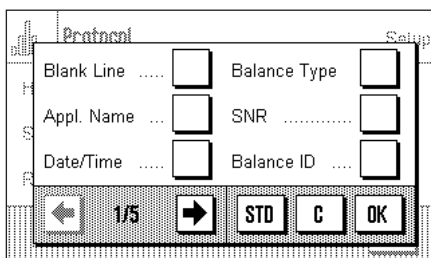 Protocol Setup
Blank Line ..... Balance Type
Appl. Name ... SNR .............
Date/Time ..... Balance ID ....
1/5 STD C OK